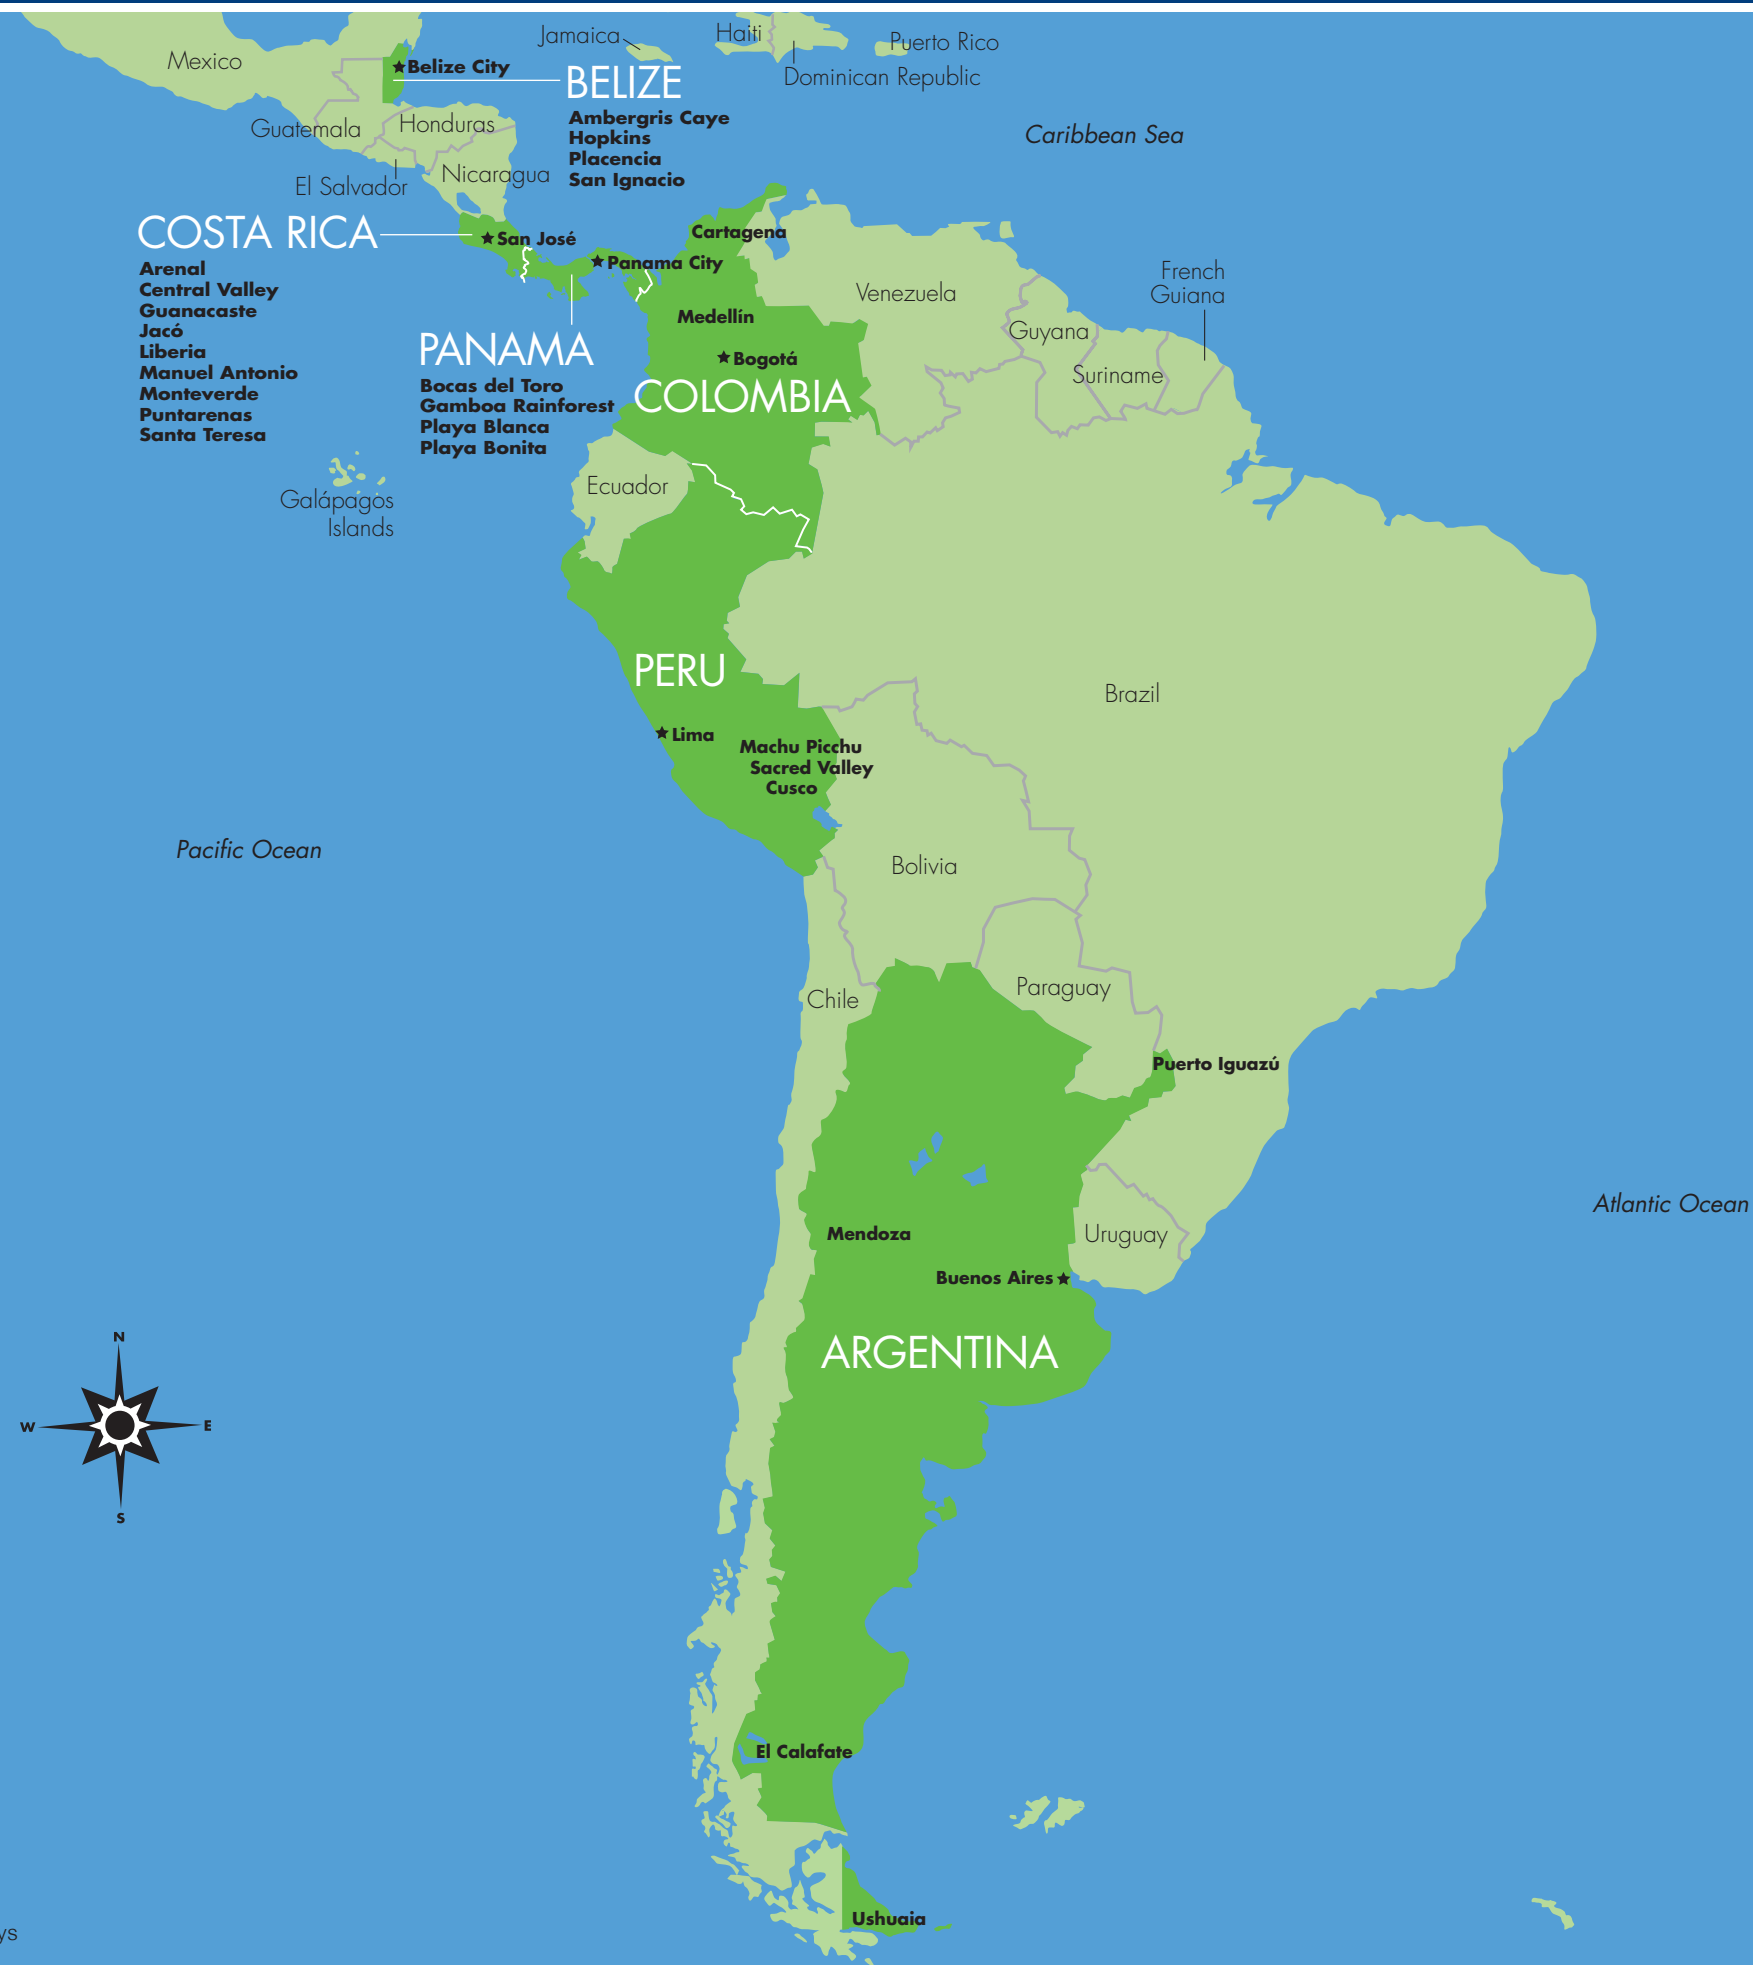 Mexico
Jamaica
Haiti
Puerto Rico
Dominican Republic
Belize City
BELIZE
Ambergris Caye
Hopkins
Placencia
San Ignacio
Guatemala
Honduras
El Salvador
Nicaragua
Caribbean Sea
COSTA RICA
San José
Arenal
Central Valley
Guanacaste
Jacó
Liberia
Manuel Antonio
Monteverde
Puntarenas
Santa Teresa
Panama City
PANAMA
Bocas del Toro
Gamboa Rainforest
Playa Blanca
Playa Bonita
Cartagena
Medellín
Bogotá
COLOMBIA
Venezuela
Guyana
Suriname
French
Guiana
Galápagos
Islands
Ecuador
PERU
Lima
Machu Picchu
Sacred Valley
Cusco
Brazil
Pacific Ocean
Bolivia
Chile
Paraguay
Puerto Iguazú
Atlantic Ocean
Mendoza
Uruguay
Buenos Aires
ARGENTINA
N
W
E
S
El Calafate
Ushuaia
ys